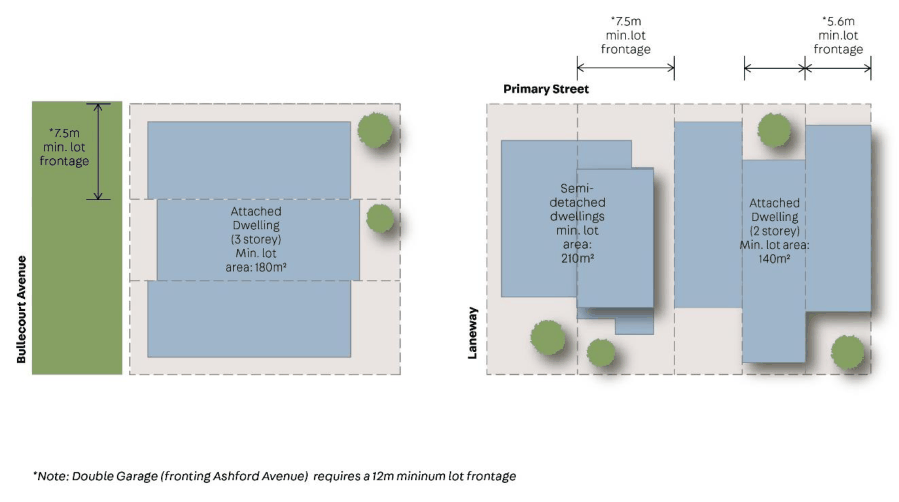 *7.5m
min.lot
frontage
*5.6m
min.lot
frontage
Primary Street
*7.5m
min. lot
frontage
Bullecourt Avenue
Attached
Dwelling
(3 storey)
Min. lot
area: 180m²
Laneway
Semi-
detached
dwellings
min. lot
area:
210m²
Attached
Dwelling
(2 storey)
Min. lot area:
140m²
*Note: Double Garage (fronting Ashford Avenue) requires a 12m mininum lot frontage